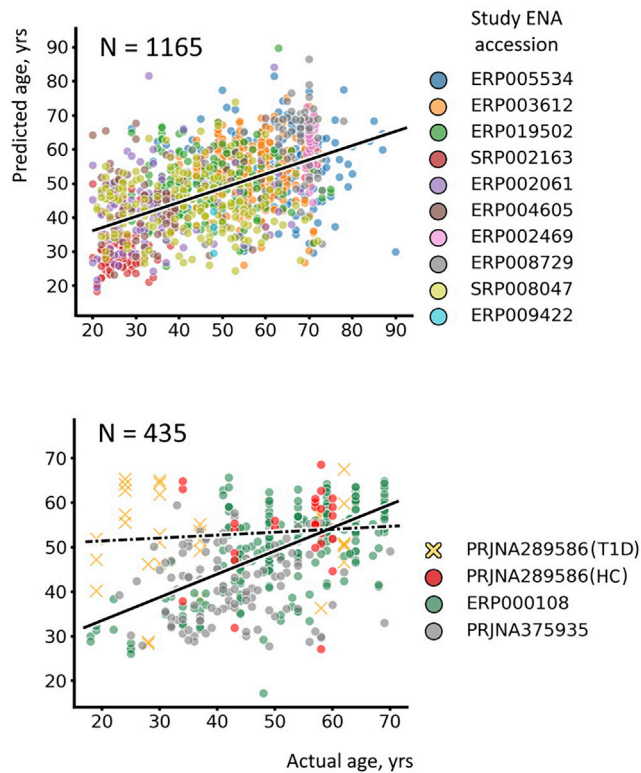 Study ENA
accession
N = 1165
Predicted age, yrs
90
80
70
60
50
40
30
20
20 30 40 50 60 70 80 90
ERP005534
ERP003612
ERP019502
SRP002163
ERP002061
ERP004605
ERP002469
ERP008729
SRP008047
ERP009422
N = 435
70
60
50
40
30
20
20 30 40 50 60 70
PRJNA289586(T1D)
PRJNA289586(HC)
ERP000108
PRJNA375935
Actual age, yrs